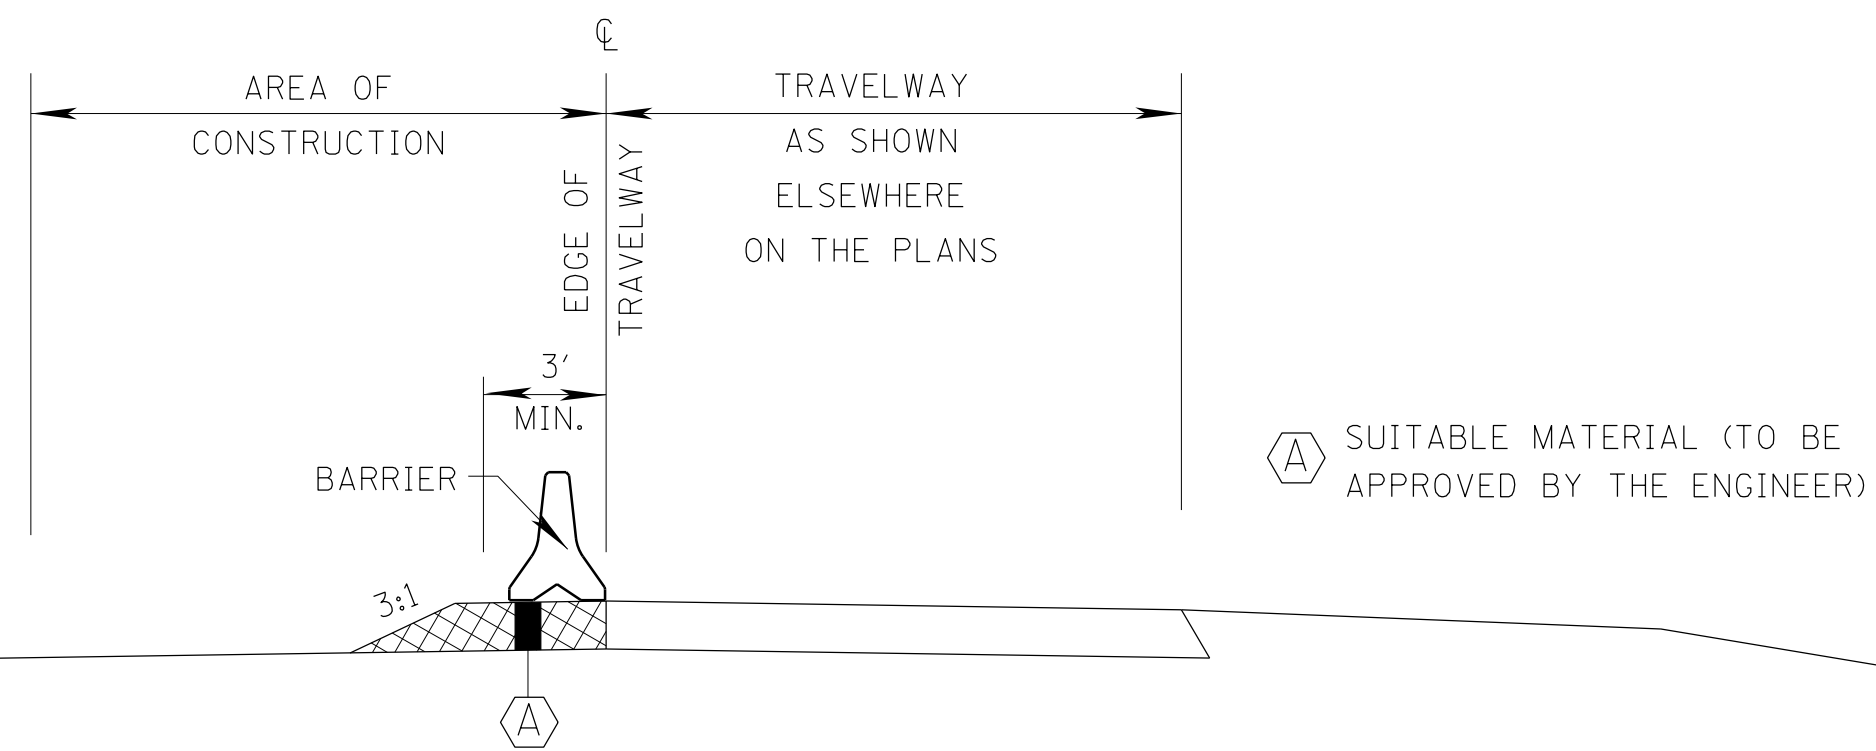 ℄
AREA OF
CONSTRUCTION
TRAVELWAY
AS SHOWN
ELSEWHERE
ON THE PLANS
EDGE OF
TRAVELWAY
3'
MIN.
BARRIER
3:1
A
A SUITABLE MATERIAL (TO BE
APPROVED BY THE ENGINEER)